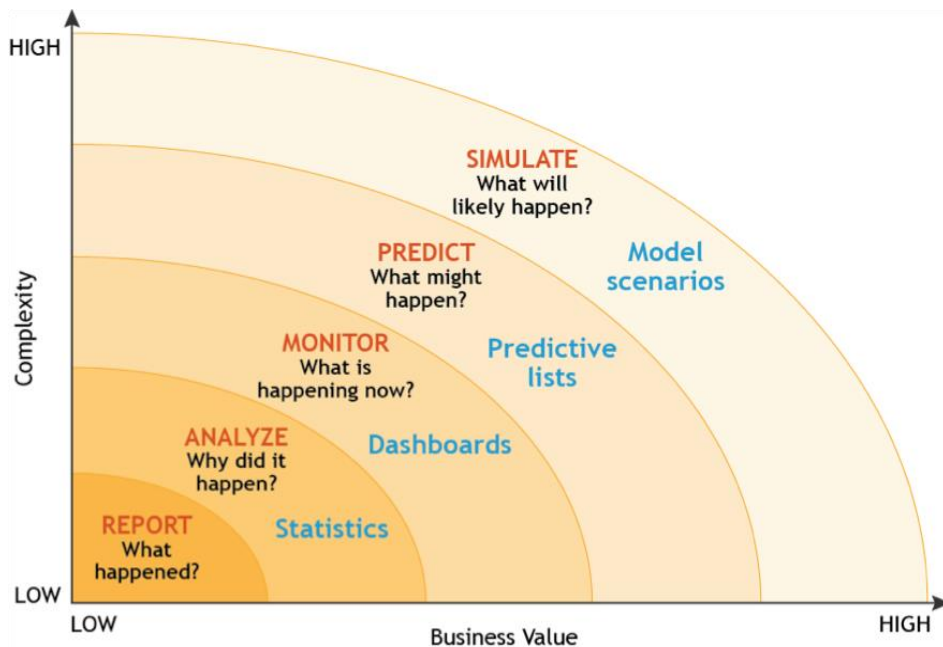 HIGH
SIMULATE
What will
likely happen?
Model
scenarios
PREDICT
What might
happen?
Predictive
lists
MONITOR
What is
happening now?
Dashboards
ANALYZE
Why did it
happen?
Statistics
REPORT
What
happened?
Complexity
LOW
LOW
Business Value
HIGH